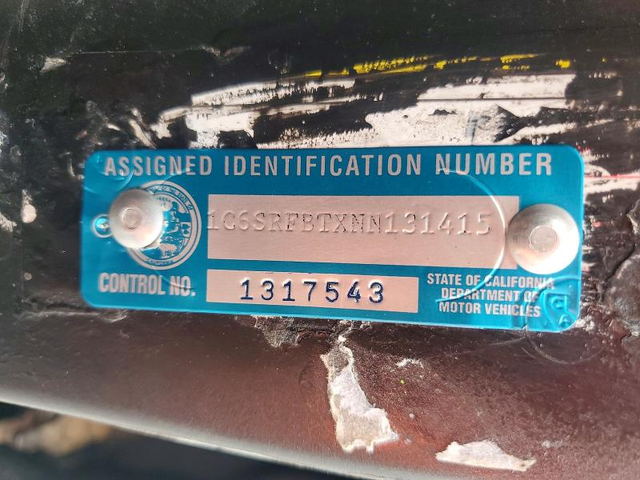 ASSIGNED IDENTIFICATION NUMBER
1C6SRFBTXNN131415
CONTROL NO.
1317543
STATE OF CALIFORNIA
DEPARTMENT OF
MOTOR VEHICLES